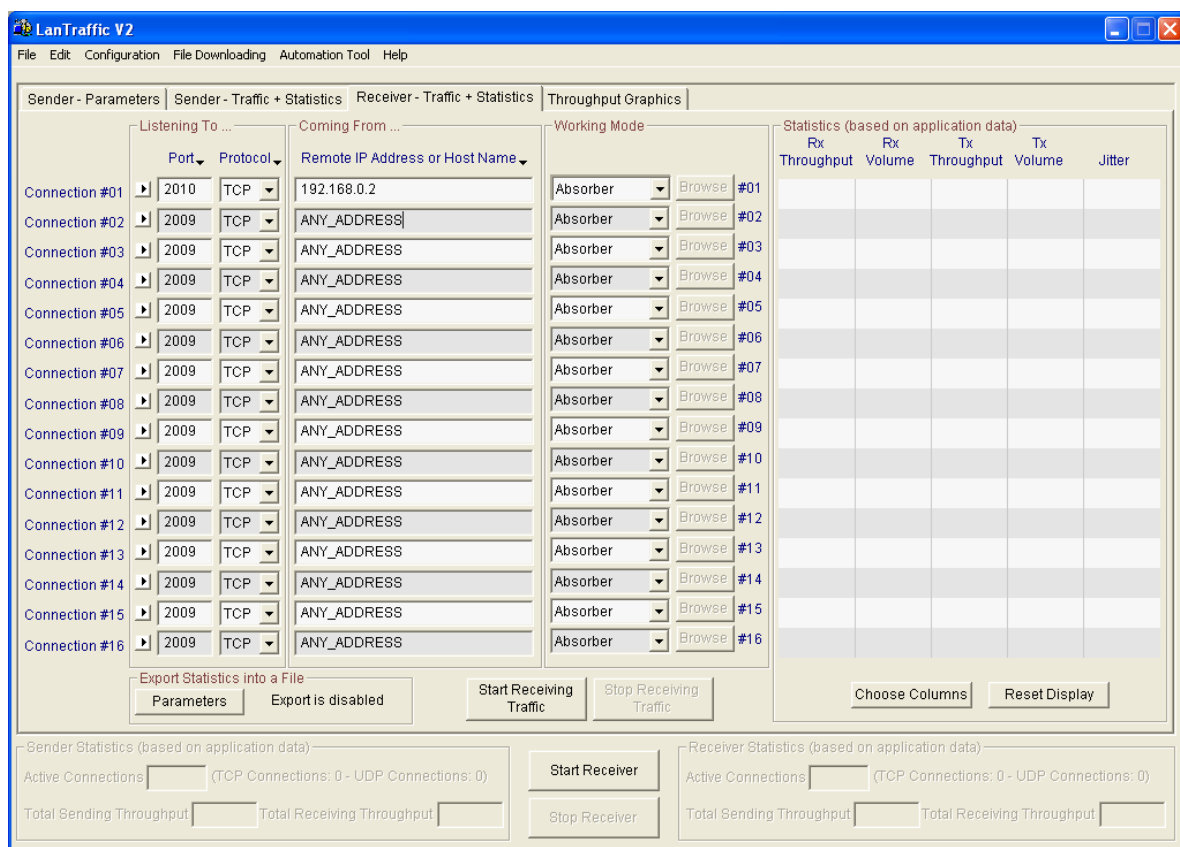 LanTraffic V2
File Edit Configuration File Downloading Automation Tool Help
Sender - Parameters Sender - Traffic + Statistics Receiver - Traffic + Statistics Throughput Graphics
Listening To ... Coming From ... Working Mode Statistics (based on application data)
Rx Rx Tx Tx
Port Protocol Remote IP Address or Host Name Throughput Volume Throughput Volume Jitter
Connection #01 2010 TCP 192.168.0.2 Absorber Browse #01
Connection #02 2009 TCP ANY_ADDRESS Absorber Browse #02
Connection #03 2009 TCP ANY_ADDRESS Absorber Browse #03
Connection #04 2009 TCP ANY_ADDRESS Absorber Browse #04
Connection #05 2009 TCP ANY_ADDRESS Absorber Browse #05
Connection #06 2009 TCP ANY_ADDRESS Absorber Browse #06
Connection #07 2009 TCP ANY_ADDRESS Absorber Browse #07
Connection #08 2009 TCP ANY_ADDRESS Absorber Browse #08
Connection #09 2009 TCP ANY_ADDRESS Absorber Browse #09
Connection #10 2009 TCP ANY_ADDRESS Absorber Browse #10
Connection #11 2009 TCP ANY_ADDRESS Absorber Browse #11
Connection #12 2009 TCP ANY_ADDRESS Absorber Browse #12
Connection #13 2009 TCP ANY_ADDRESS Absorber Browse #13
Connection #14 2009 TCP ANY_ADDRESS Absorber Browse #14
Connection #15 2009 TCP ANY_ADDRESS Absorber Browse #15
Connection #16 2009 TCP ANY_ADDRESS Absorber Browse #16
Export Statistics into a File
Parameters Export is disabled
Start Receiving
Traffic
Stop Receiving
Traffic
Choose Columns Reset Display
Sender Statistics (based on application data)
Active Connections (TCP Connections: 0 - UDP Connections: 0)
Total Sending Throughput Total Receiving Throughput
Start Receiver
Stop Receiver
Receiver Statistics (based on application data)
Active Connections (TCP Connections: 0 - UDP Connections: 0)
Total Sending Throughput Total Receiving Throughput